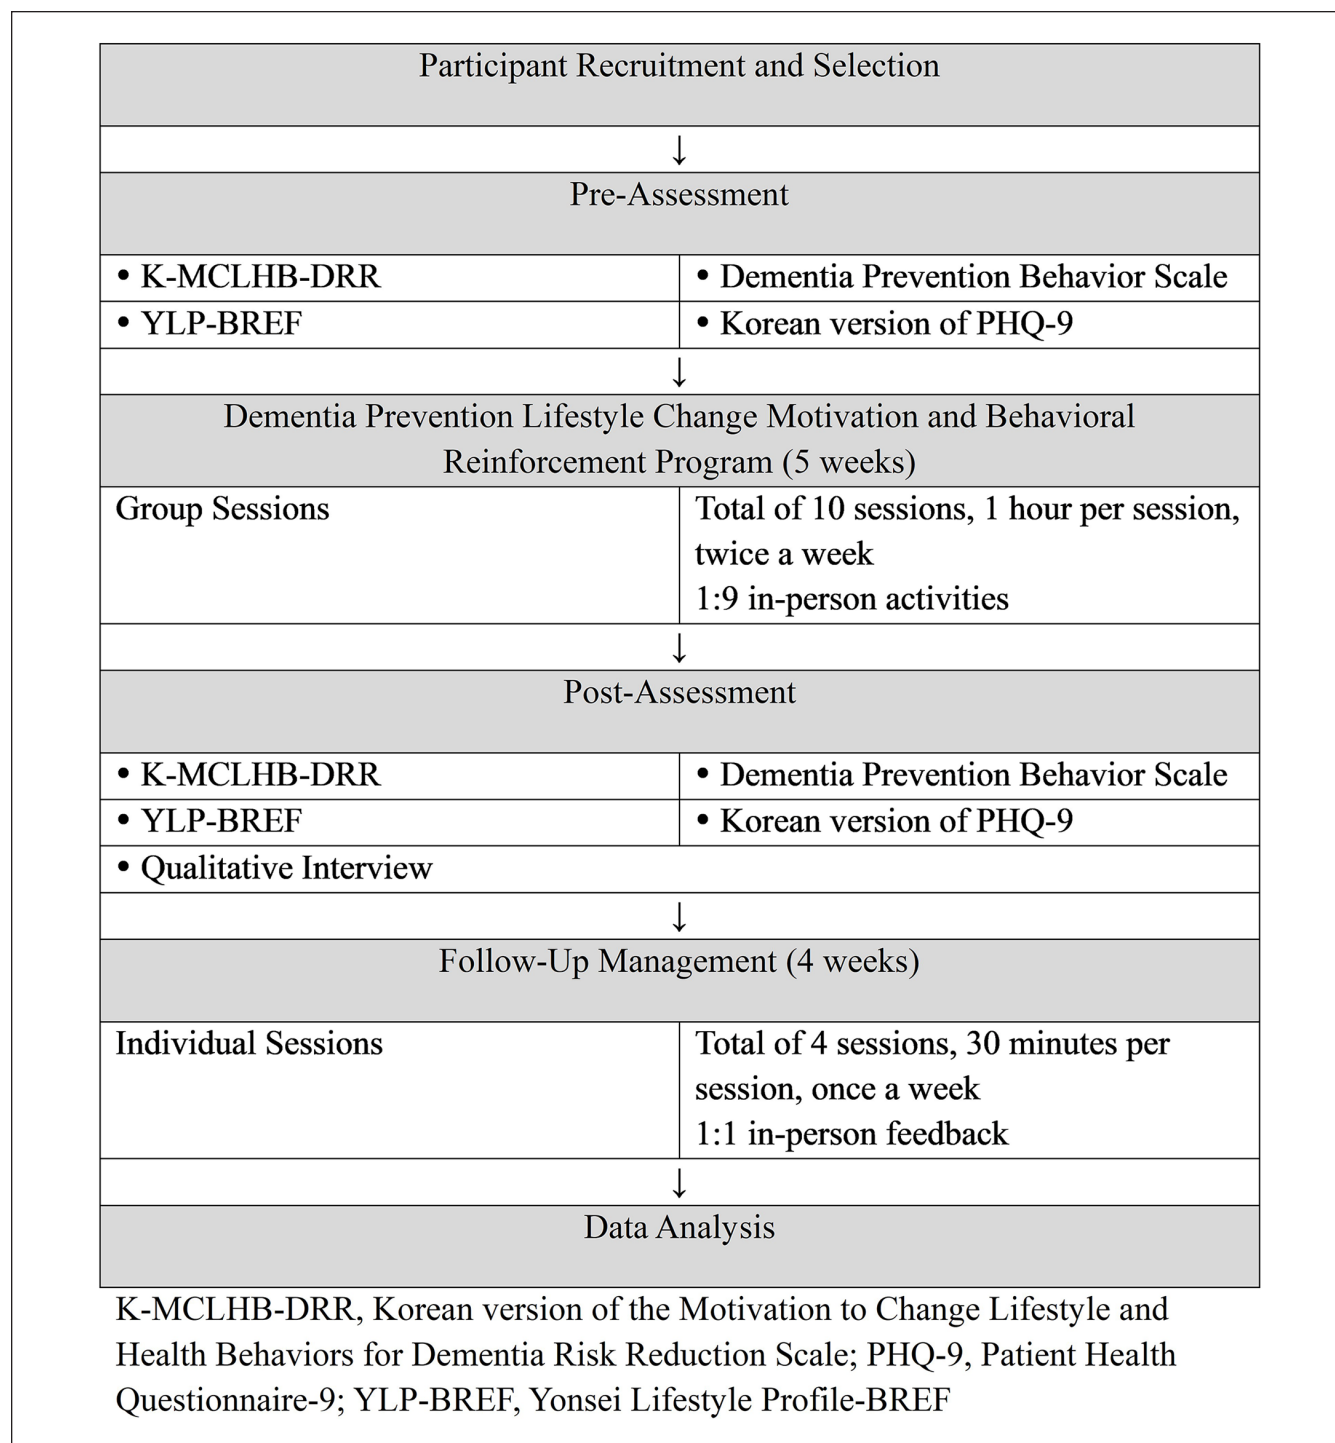 Participant Recruitment and Selection
↓
Pre-Assessment
• K-MCLHB-DRR
• Dementia Prevention Behavior Scale
• YLP-BREF
• Korean version of PHQ-9
↓
Dementia Prevention Lifestyle Change Motivation and Behavioral
Reinforcement Program (5 weeks)
Group Sessions
Total of 10 sessions, 1 hour per session,
twice a week
1:9 in-person activities
↓
Post-Assessment
• K-MCLHB-DRR
• Dementia Prevention Behavior Scale
• YLP-BREF
• Korean version of PHQ-9
• Qualitative Interview
↓
Follow-Up Management (4 weeks)
Individual Sessions
Total of 4 sessions, 30 minutes per
session, once a week
1:1 in-person feedback
↓
Data Analysis
K-MCLHB-DRR, Korean version of the Motivation to Change Lifestyle and
Health Behaviors for Dementia Risk Reduction Scale; PHQ-9, Patient Health
Questionnaire-9; YLP-BREF, Yonsei Lifestyle Profile-BREF